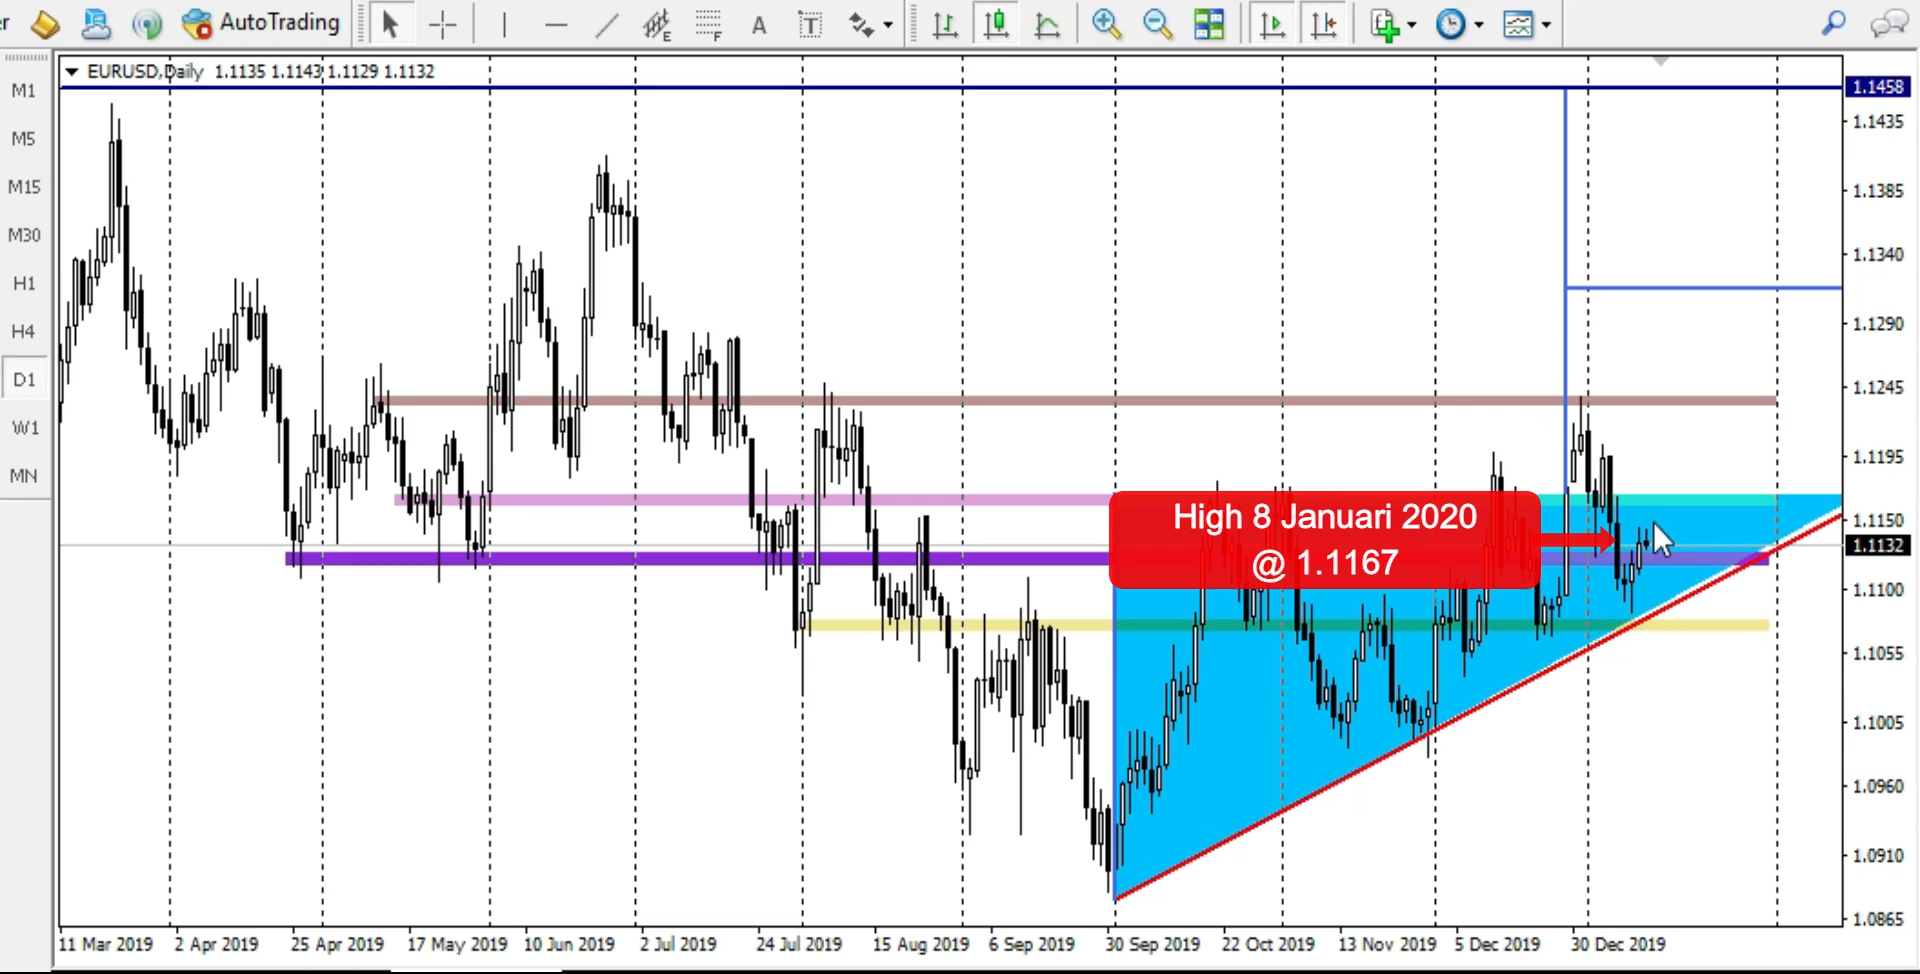 AutoTrading
A
T
E
F
EURUSD,Daily 1.1135 1.1143 1.1129 1.1132
M1
M5
M15
M30
H1
H4
D1
W1
MN
High 8 Januari 2020
@ 1.1167
1.1458
1.1435
1.1385
1.1340
1.1290
1.1245
1.1195
1.1150
1.1132
1.1100
1.1055
1.1005
1.0960
1.0910
1.0865
11 Mar 2019 2 Apr 2019 25 Apr 2019 17 May 2019 10 Jun 2019 2 Jul 2019 24 Jul 2019 15 Aug 2019 6 Sep 2019 30 Sep 2019 22 Oct 2019 13 Nov 2019 5 Dec 2019 30 Dec 2019